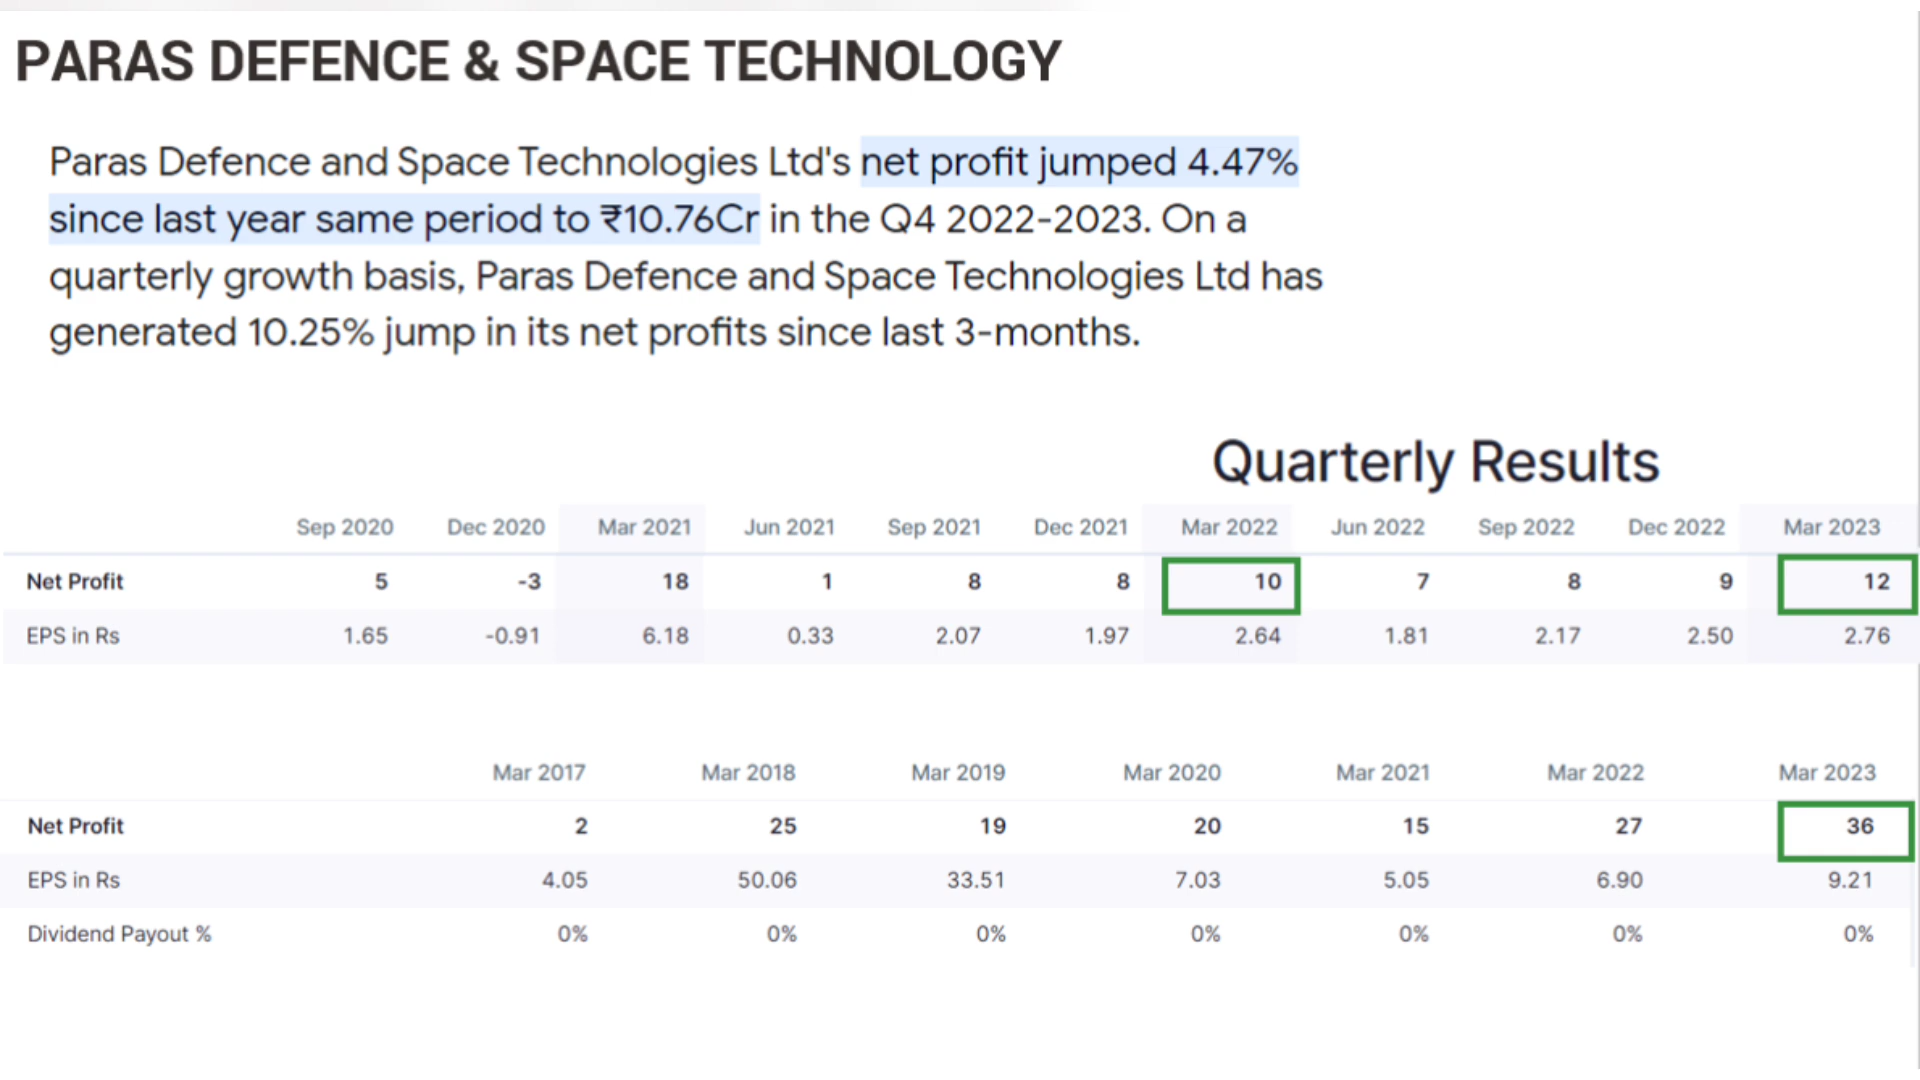 PARAS DEFENCE & SPACE TECHNOLOGY
Paras Defence and Space Technologies Ltd's net profit jumped 4.47%
since last year same period to ₹10.76Cr in the Q4 2022-2023. On a
quarterly growth basis, Paras Defence and Space Technologies Ltd has
generated 10.25% jump in its net profits since last 3-months.
Quarterly Results
Sep 2020 Dec 2020 Mar 2021 Jun 2021 Sep 2021 Dec 2021 Mar 2022 Jun 2022 Sep 2022 Dec 2022 Mar 2023
Net Profit 5 -3 18 1 8 8 10 7 8 9 12
EPS in Rs 1.65 -0.91 6.18 0.33 2.07 1.97 2.64 1.81 2.17 2.50 2.76
Mar 2017 Mar 2018 Mar 2019 Mar 2020 Mar 2021 Mar 2022 Mar 2023
Net Profit 2 25 19 20 15 27 36
EPS in Rs 4.05 50.06 33.51 7.03 5.05 6.90 9.21
Dividend Payout % 0% 0% 0% 0% 0% 0% 0%